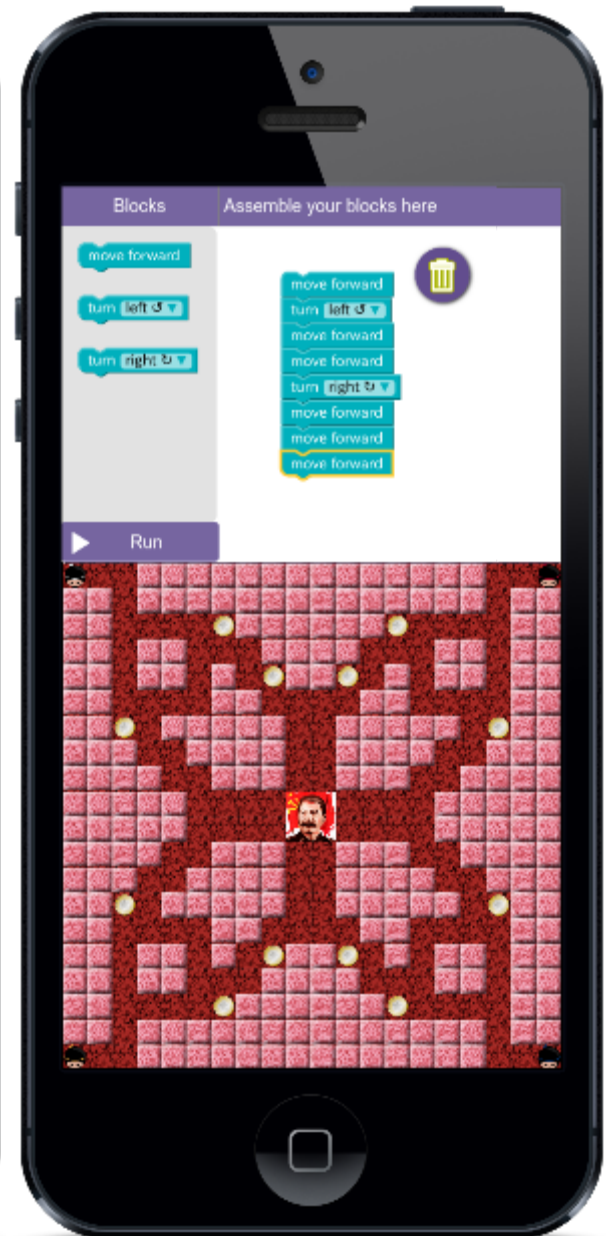 Blocks
Assemble your blocks here
move forward
turn left ↺ ▼
turn right ↻ ▼
move forward
turn left ↺ ▼
move forward
move forward
turn right ↻ ▼
move forward
move forward
move forward
Run